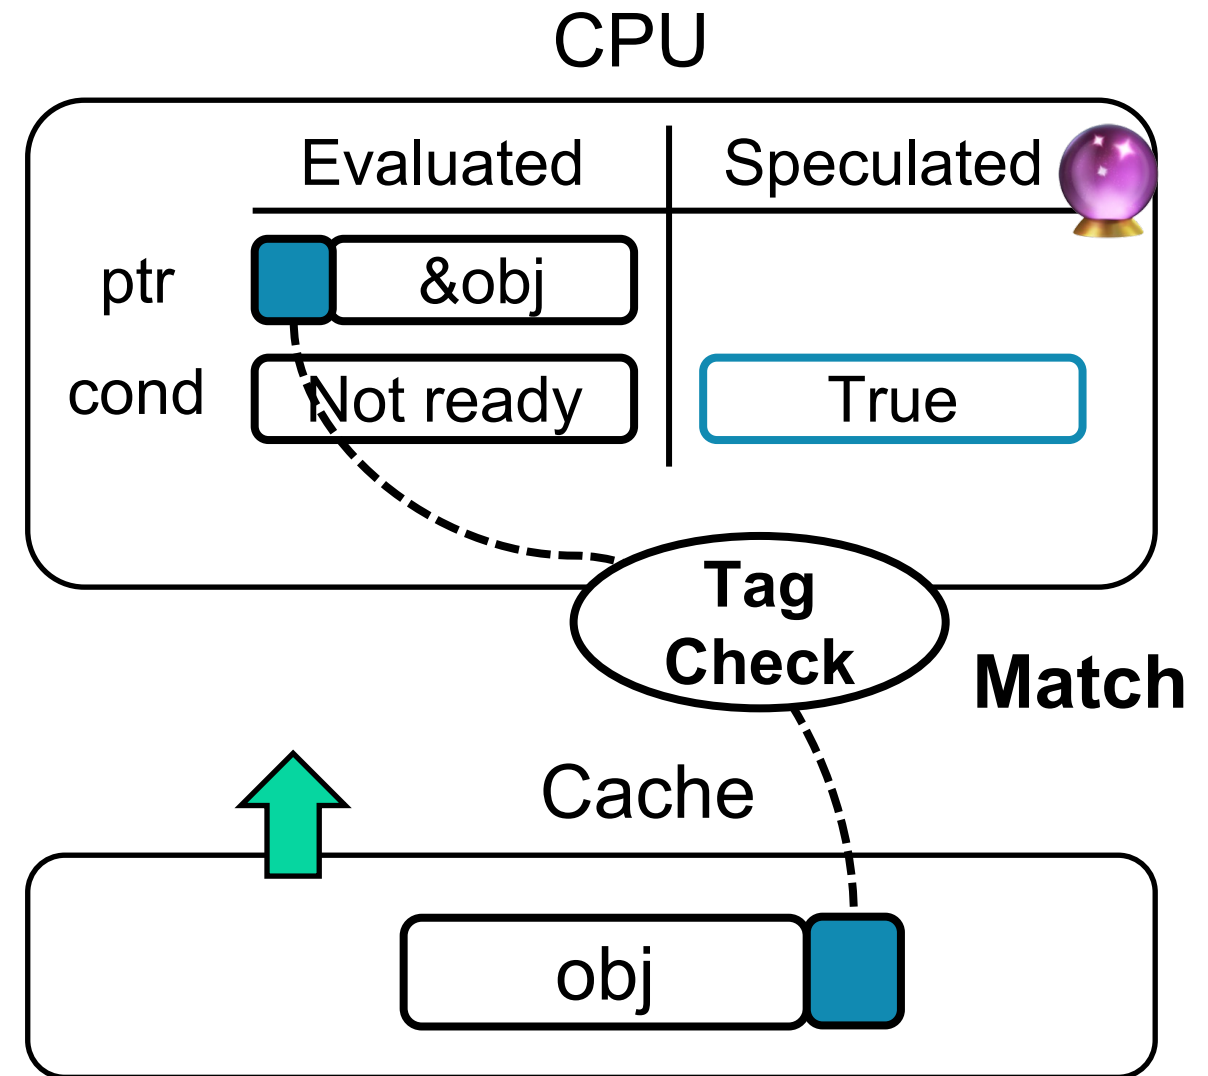 CPU
Evaluated Speculated
ptr &obj
cond Not ready True
Tag
Check
Match
Cache
obj